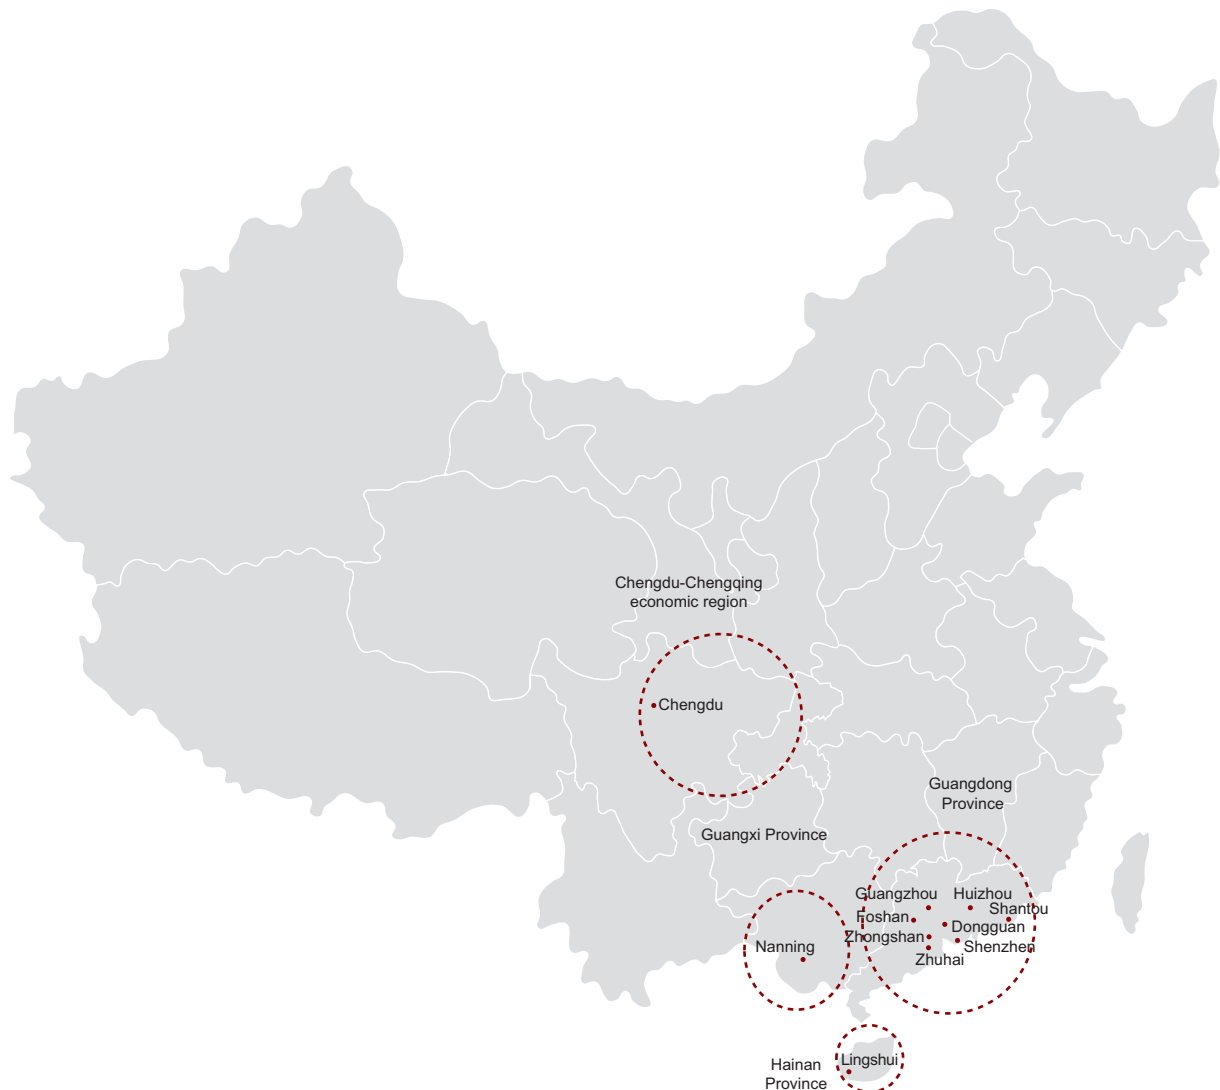 Chengdu-Chengqing
economic region
Chengdu
Guangdong
Province
Guangxi Province
Guangzhou
Huizhou
Shantou
Foshan
Dongguan
Zhongshan
Shenzhen
Nanning
Zhuhai
Lingshui
Hainan
Province